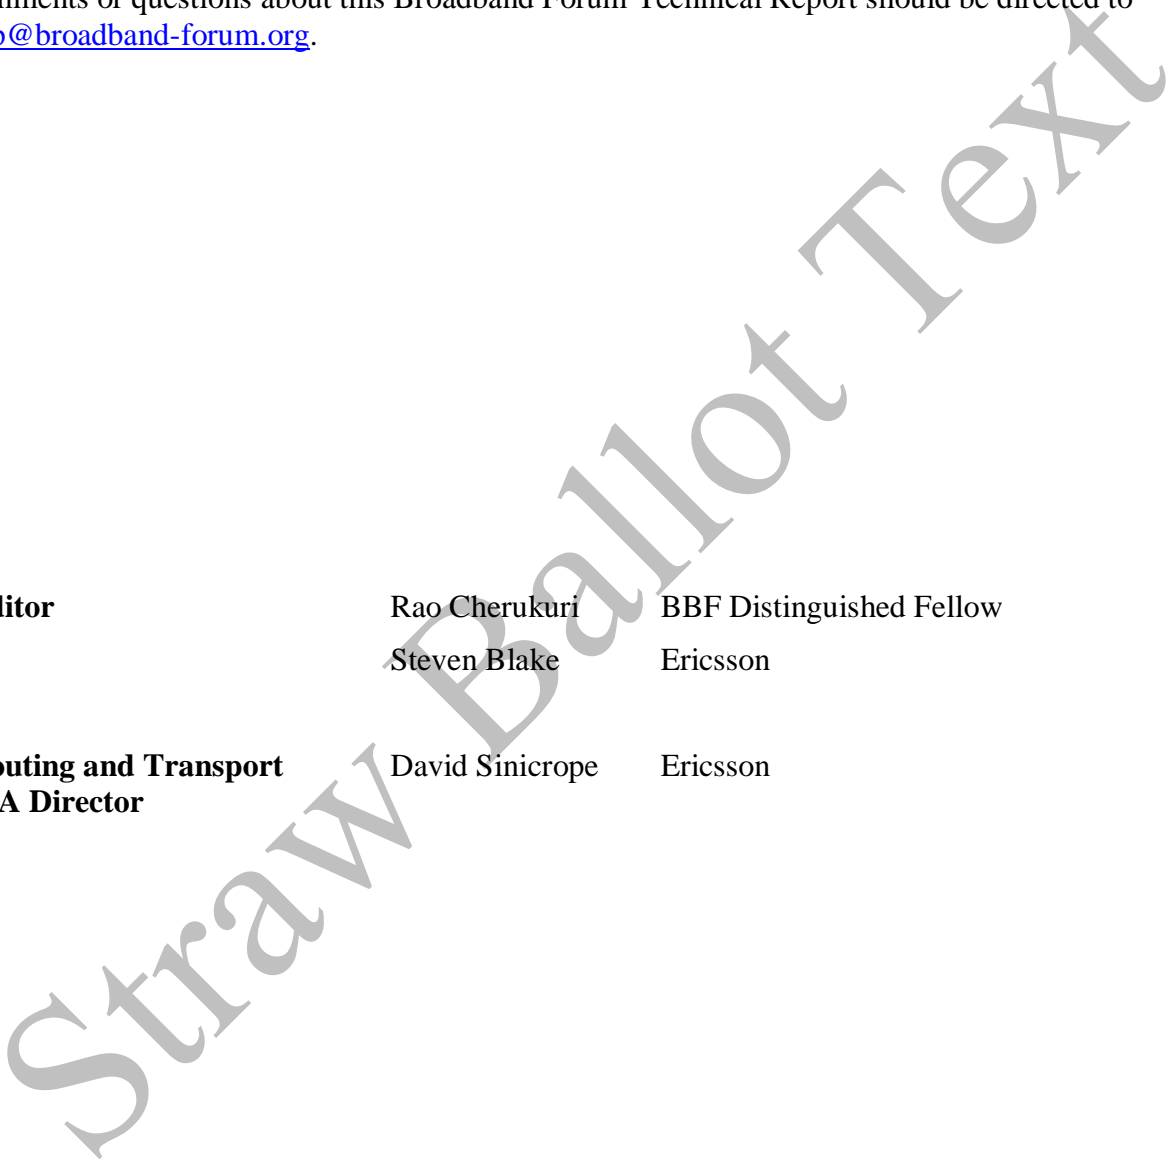 nments or questions about this Broadband Forum Technical Report should be directed to
@broadband-forum.org.
ditor Rao Cherukuri BBF Distinguished Fellow
Steven Blake Ericsson
outing and Transport David Sinicrope Ericsson
A Director
Straw Ballot Text